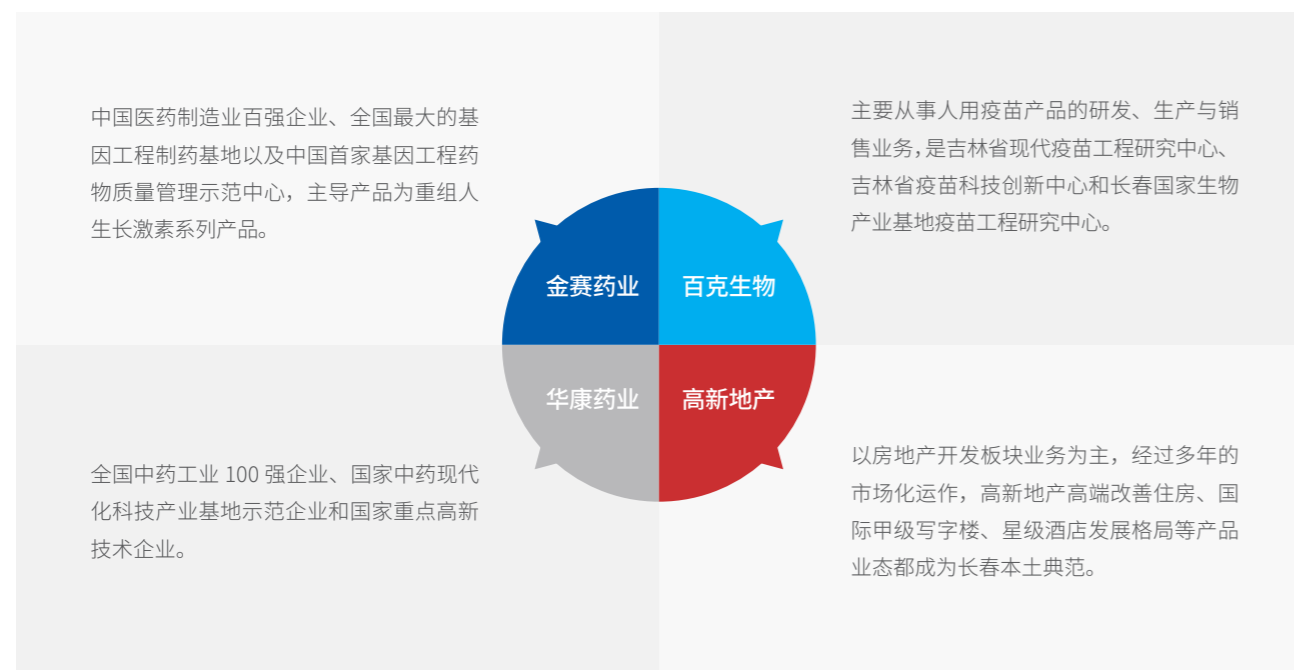 中国医药制造业百强企业、全国最大的基
因工程制药基地以及中国首家基因工程药
物质量管理示范中心，主导产品为重组人
生长激素系列产品。
主要从事人用疫苗产品的研发、生产与销
售业务，是吉林省现代疫苗工程研究中心、
吉林省疫苗科技创新中心和长春国家生物
产业基地疫苗工程研究中心。
金赛药业
百克生物
华康药业
高新地产
全国中药工业 100 强企业、国家中药现代
化科技产业基地示范企业和国家重点高新
技术企业。
以房地产开发板块业务为主，经过多年的
市场化运作，高新地产高端改善住房、国
际甲级写字楼、星级酒店发展格局等产品
业态都成为长春本土典范。